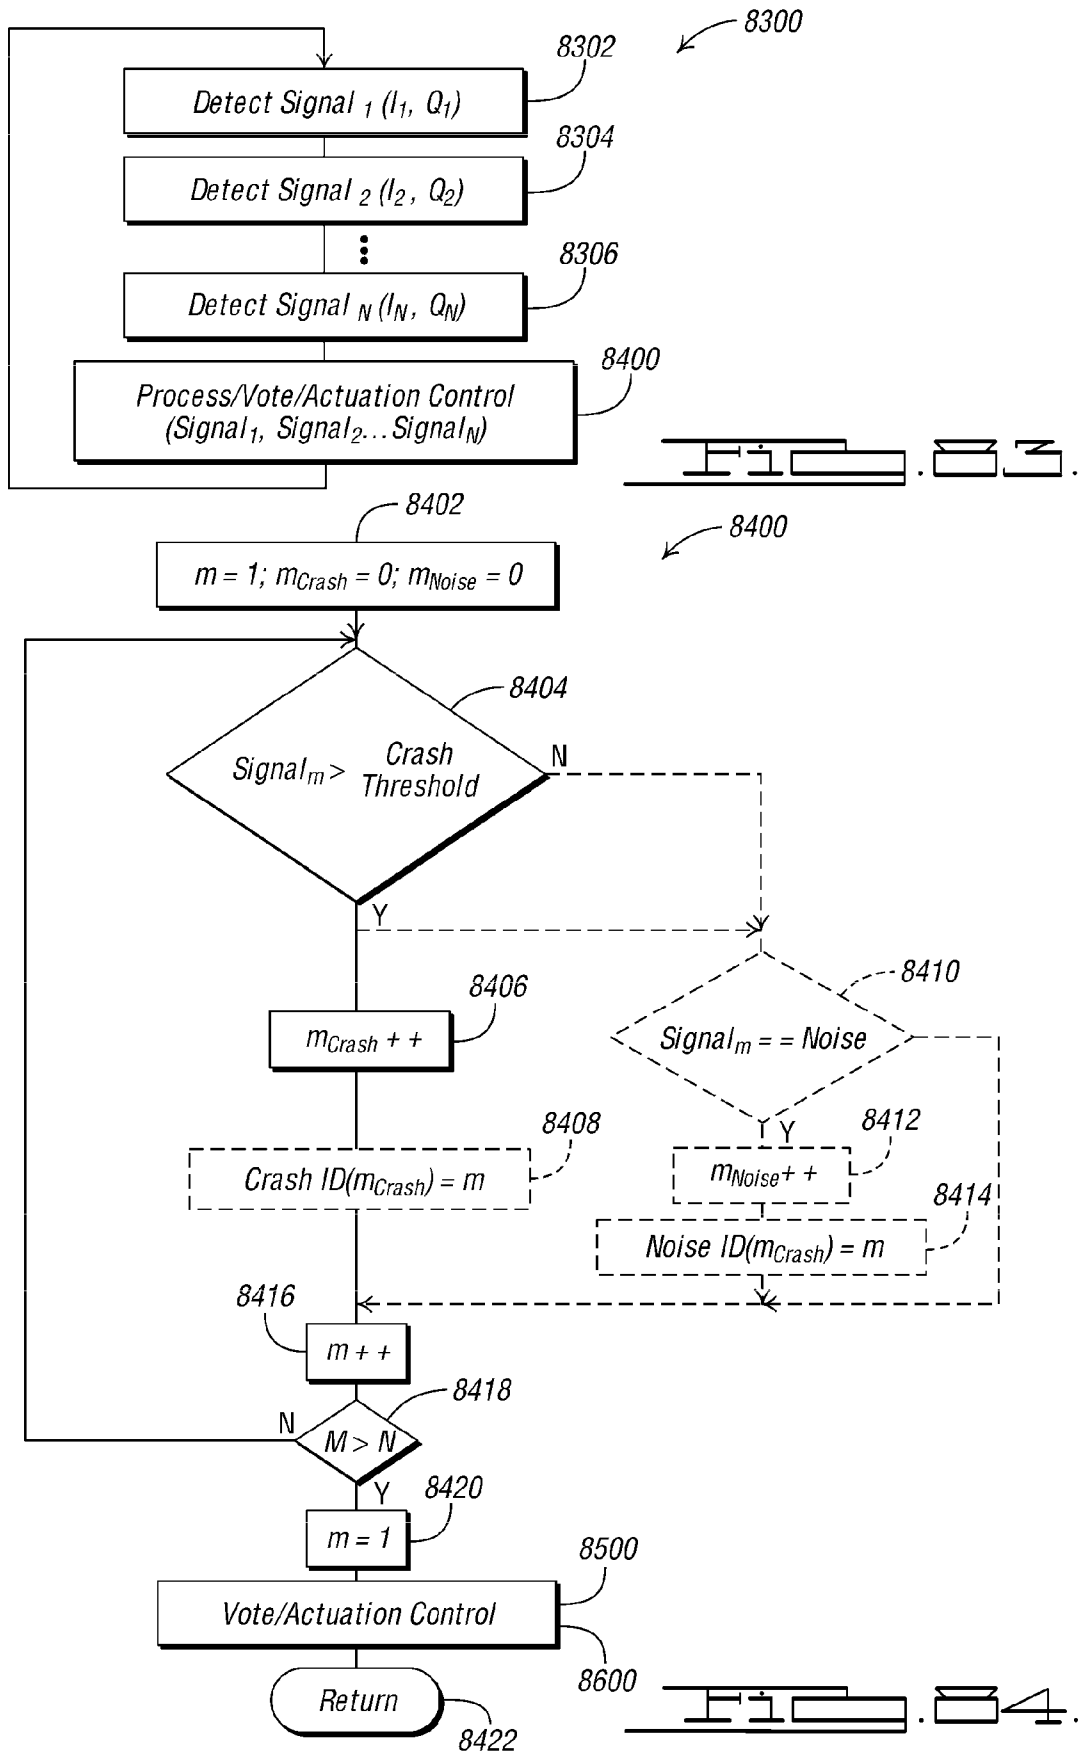 8300
8302
Detect Signal 1 (I1, Q1)
8304
Detect Signal 2 (I2, Q2)
8306
Detect Signal N (IN, QN)
8400
Process/Vote/Actuation Control
(Signal1, Signal2...SignalN)
Fig. 83.
8402
8400
m = 1; mCrash = 0; mNoise = 0
8404
Signalm > Crash
Threshold
N
Y
8410
8406
mCrash + +
Signalm = = Noise
8408
Y
8412
Crash ID(mCrash) = m
mNoise+ +
8414
Noise ID(mCrash) = m
8416
m + +
8418
N
M > N
Y
8420
m = 1
8500
Vote/Actuation Control
8600
Return
8422
Fig. 84.